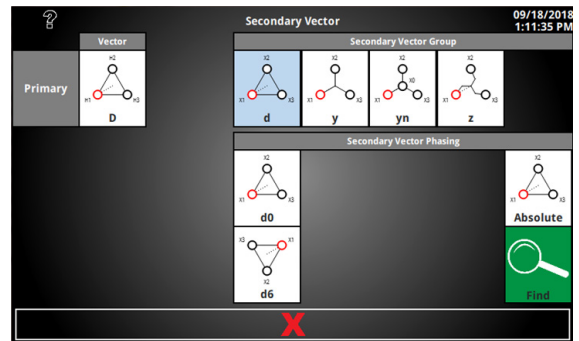 ?
Secondary Vector
09/18/2018
1:11:35 PM
Vector
Secondary Vector Group
Primary
H2
H1
H3
D
X2
X1
X3
d
X2
X1
X3
y
X2
X0
X1
X3
yn
X2
X1
X3
z
Secondary Vector Phasing
X2
X1
X3
d0
X2
X1
X3
Absolute
X3
X1
X2
d6
Find
X